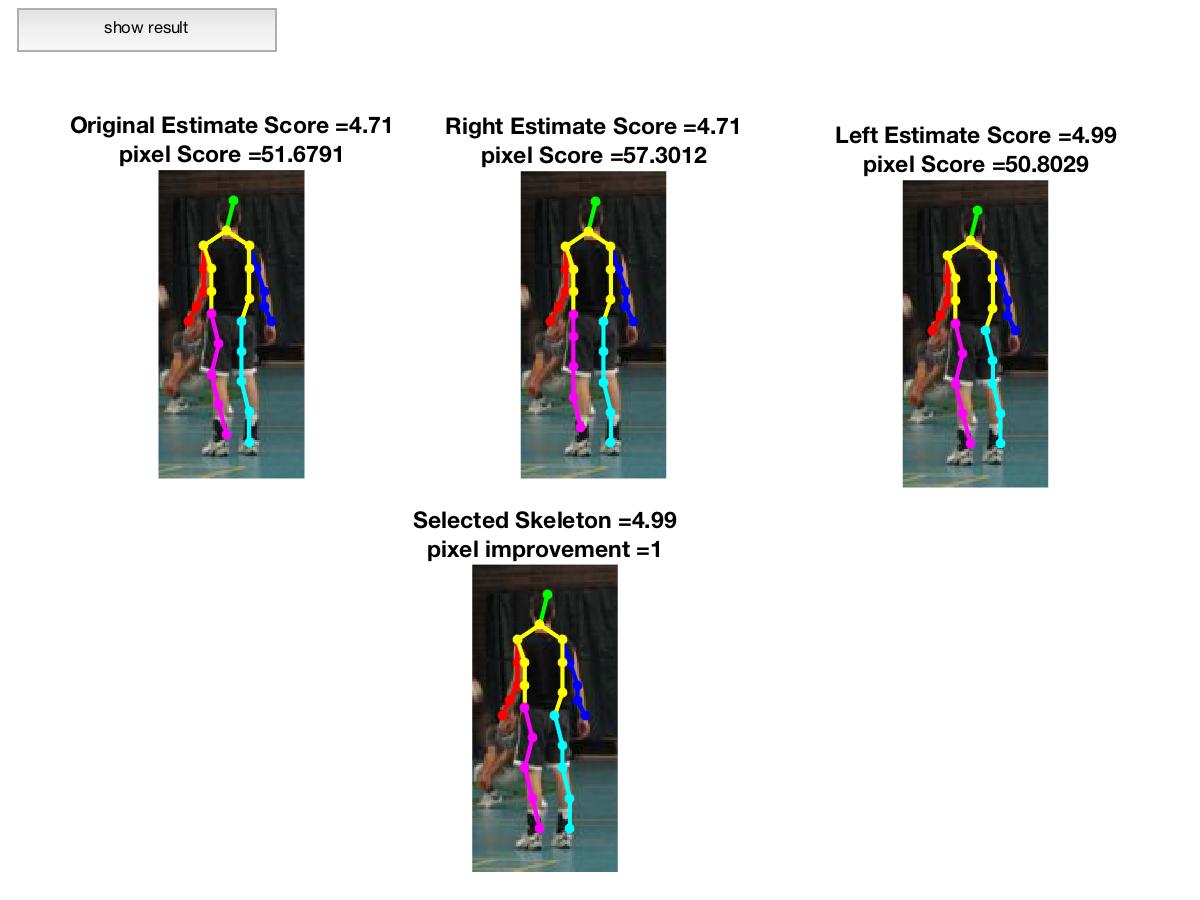 show result
Original Estimate Score =4.71
pixel Score =51.6791
Right Estimate Score =4.71
pixel Score =57.3012
Left Estimate Score =4.99
pixel Score =50.8029
Selected Skeleton =4.99
pixel improvement =1